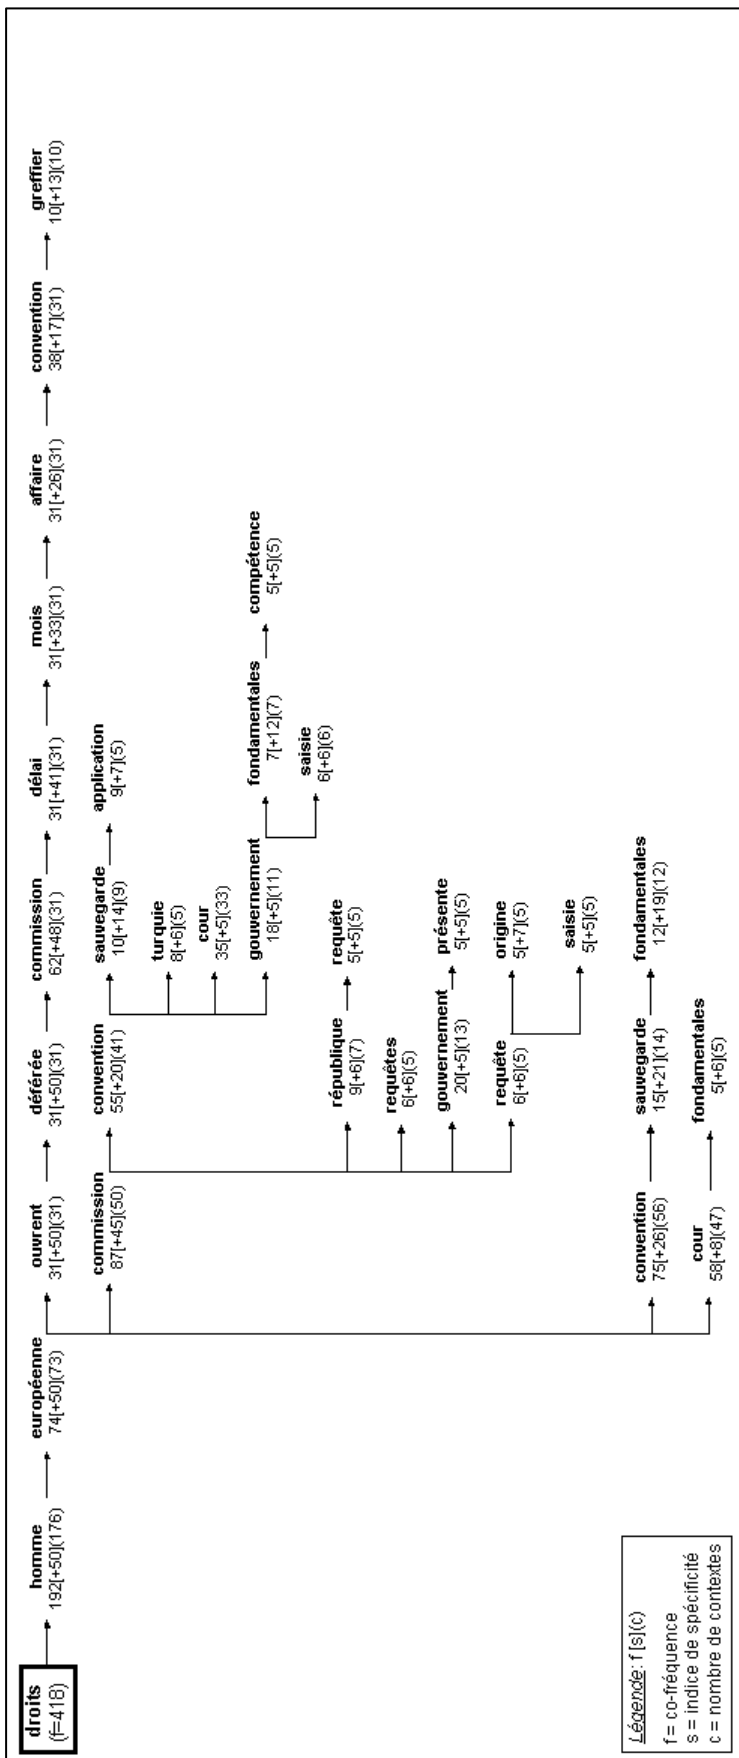 droits
(f=418)
homme
192[+50](176)
européenne
74[+50](73)
ouvrent
31[+50](31)
déférée
31[+50](31)
commission
62[+48](31)
délai
31[+41](31)
mois
31[+33](31)
affaire
31[+26](31)
convention
38[+17](31)
greffier
10[+13](10)
commission
87[+45](50)
convention
55[+20](41)
sauvegarde
10[+14](9)
application
9[+7](5)
turquie
8[+6](5)
cour
35[+5](33)
gouvernement
18[+5](11)
fondamentales
7[+12](7)
compétence
5[+5](5)
saisie
6[+6](6)
république
9[+6](7)
requête
5[+5](5)
requêtes
6[+6](5)
gouvernement
20[+5](13)
présente
5[+5](5)
requête
6[+6](5)
origine
5[+7](5)
saisie
5[+5](5)
convention
75[+26](56)
sauvegarde
15[+21](14)
fondamentales
12[+19](12)
cour
58[+8](47)
fondamentales
5[+6](5)
Légende: f [s](c)
f = co-fréquence
s = indice de spécificité
c = nombre de contextes